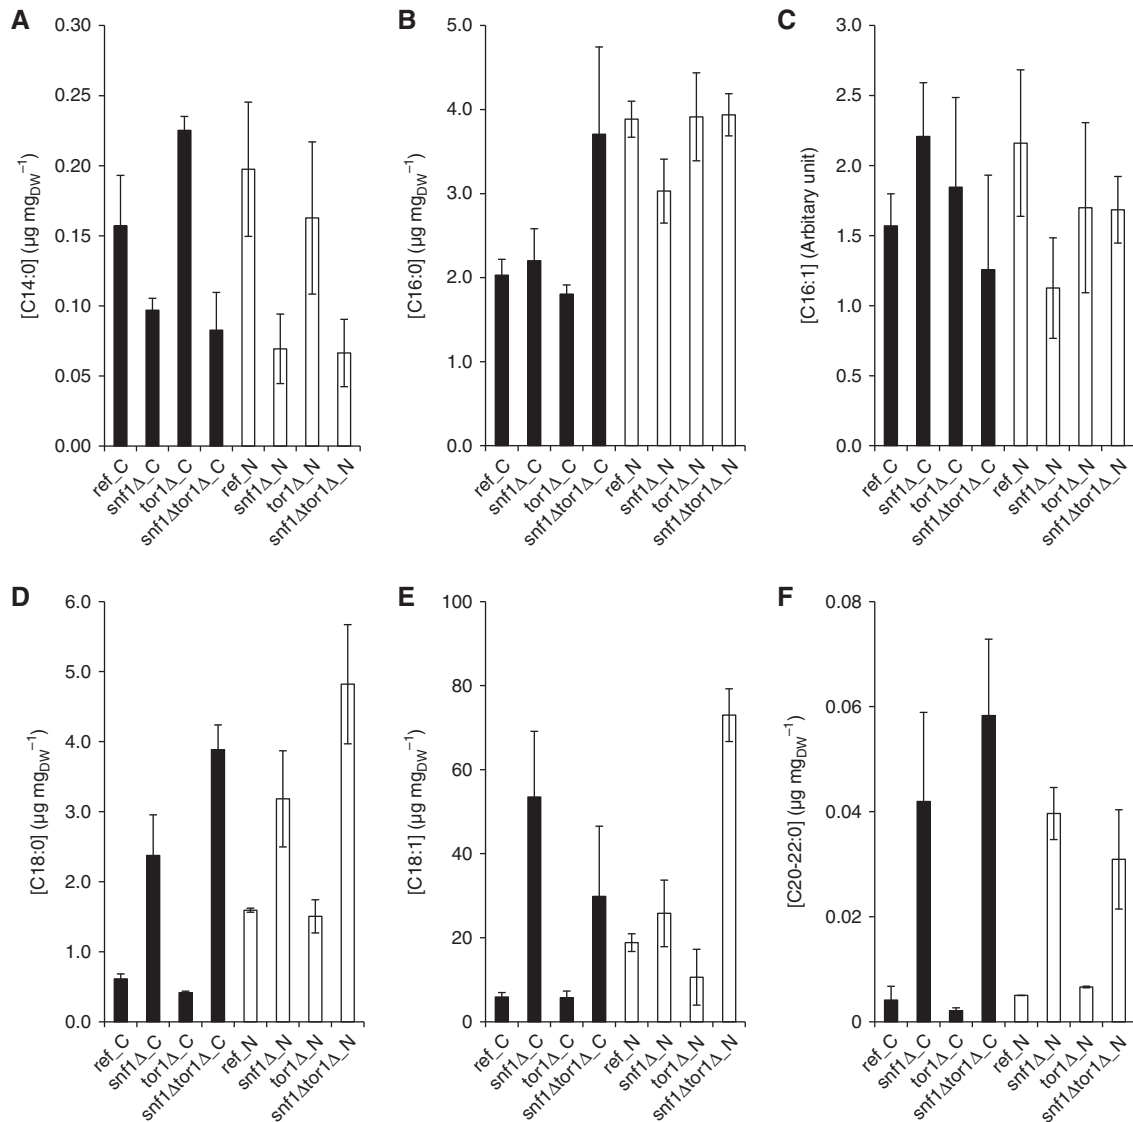 A
[C14:0] (µg mg_DW⁻¹)
0.30
0.25
0.20
0.15
0.10
0.05
0.00
ref_C
snf1Δ_C
tor1Δ_C
snf1Δtor1Δ_C
ref_N
snf1Δ_N
tor1Δ_N
snf1Δtor1Δ_N
B
[C16:0] (µg mg_DW⁻¹)
5.0
4.0
3.0
2.0
1.0
0.0
ref_C
snf1Δ_C
tor1Δ_C
snf1Δtor1Δ_C
ref_N
snf1Δ_N
tor1Δ_N
snf1Δtor1Δ_N
C
[C16:1] (Arbitary unit)
3.0
2.5
2.0
1.5
1.0
0.5
0.0
ref_C
snf1Δ_C
tor1Δ_C
snf1Δtor1Δ_C
ref_N
snf1Δ_N
tor1Δ_N
snf1Δtor1Δ_N
D
[C18:0] (µg mg_DW⁻¹)
6.0
5.0
4.0
3.0
2.0
1.0
0.0
ref_C
snf1Δ_C
tor1Δ_C
snf1Δtor1Δ_C
ref_N
snf1Δ_N
tor1Δ_N
snf1Δtor1Δ_N
E
[C18:1] (µg mg_DW⁻¹)
100
80
60
40
20
0
ref_C
snf1Δ_C
tor1Δ_C
snf1Δtor1Δ_C
ref_N
snf1Δ_N
tor1Δ_N
snf1Δtor1Δ_N
F
[C20-22:0] (µg mg_DW⁻¹)
0.08
0.06
0.04
0.02
0
ref_C
snf1Δ_C
tor1Δ_C
snf1Δtor1Δ_C
ref_N
snf1Δ_N
tor1Δ_N
snf1Δtor1Δ_N